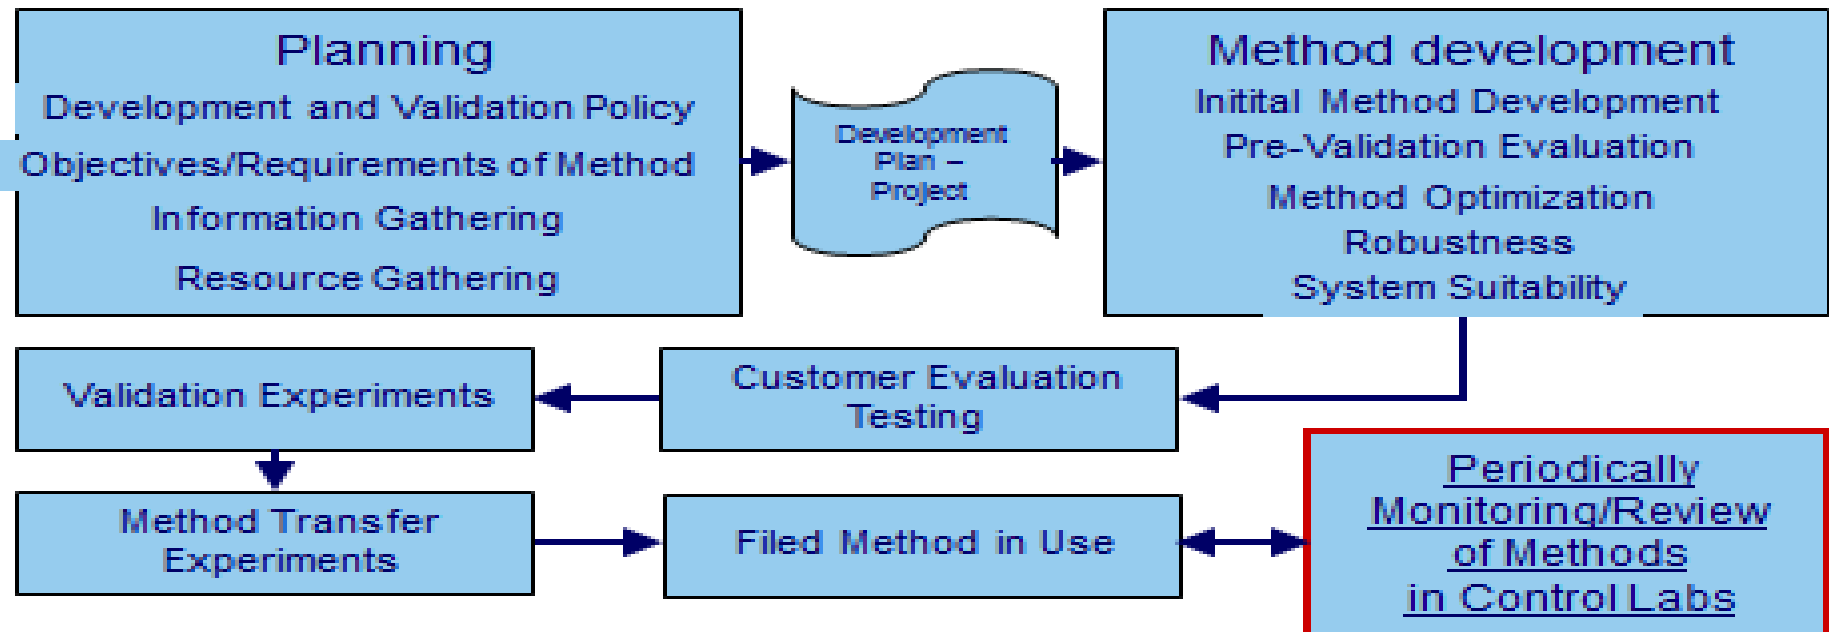 Planning
Development and Validation Policy
Objectives/Requirements of Method
Information Gathering
Resource Gathering
Development
Plan –
Project
Method development
Initital Method Development
Pre-Validation Evaluation
Method Optimization
Robustness
System Suitability
Customer Evaluation
Testing
Validation Experiments
Method Transfer
Experiments
Filed Method in Use
Periodically
Monitoring/Review
of Methods
in Control Labs